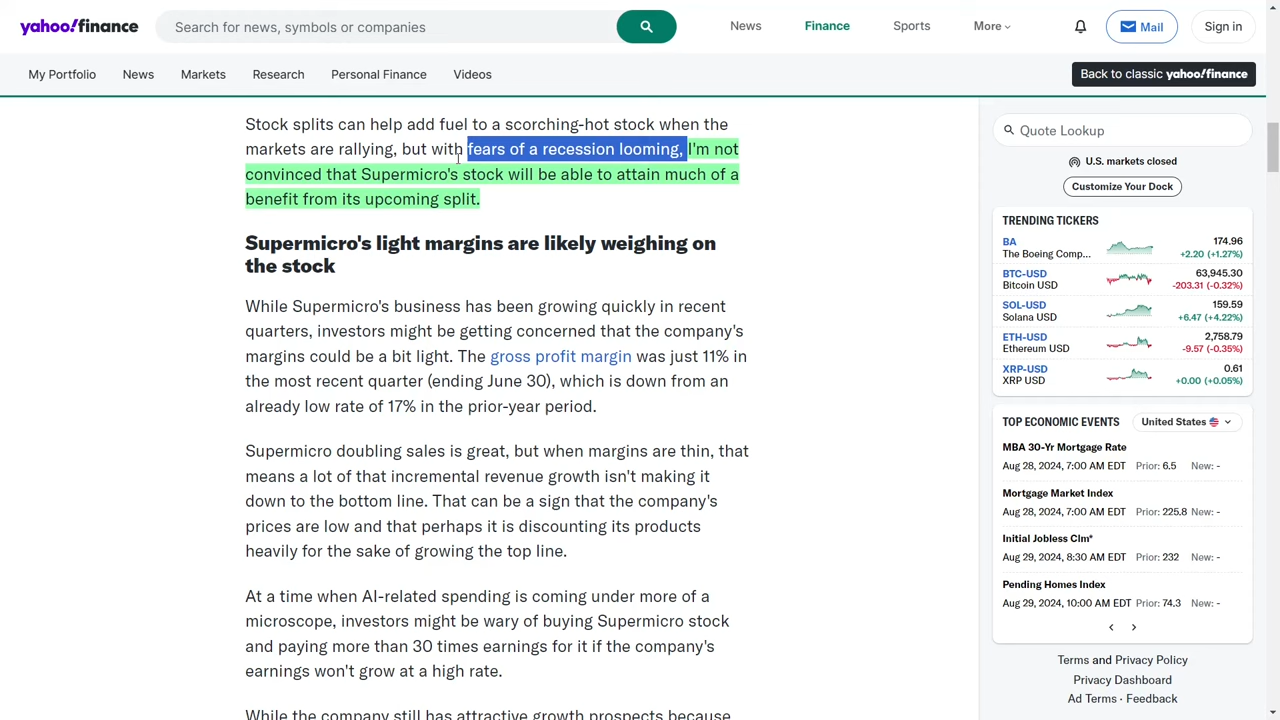 yahoo!finance
Search for news, symbols or companies
News
Finance
Sports
More
Mail
Sign in
My Portfolio
News
Markets
Research
Personal Finance
Videos
Back to classic yahoo!finance
Stock splits can help add fuel to a scorching-hot stock when the
markets are rallying, but with fears of a recession looming, I'm not
convinced that Supermicro's stock will be able to attain much of a
benefit from its upcoming split.
Supermicro's light margins are likely weighing on
the stock
While Supermicro's business has been growing quickly in recent
quarters, investors might be getting concerned that the company's
margins could be a bit light. The gross profit margin was just 11% in
the most recent quarter (ending June 30), which is down from an
already low rate of 17% in the prior-year period.
Supermicro doubling sales is great, but when margins are thin, that
means a lot of that incremental revenue growth isn't making it
down to the bottom line. That can be a sign that the company's
prices are low and that perhaps it is discounting its products
heavily for the sake of growing the top line.
At a time when AI-related spending is coming under more of a
microscope, investors might be wary of buying Supermicro stock
and paying more than 30 times earnings for it if the company's
earnings won't grow at a high rate.
While the company still has attractive growth prospects because
Quote Lookup
U.S. markets closed
Customize Your Dock
TRENDING TICKERS
BA 174.96
The Boeing Comp... +2.20 (+1.27%)
BTC-USD 63,945.30
Bitcoin USD -203.31 (-0.32%)
SOL-USD 159.59
Solana USD +6.47 (+4.22%)
ETH-USD 2,758.79
Ethereum USD -9.57 (-0.35%)
XRP-USD 0.61
XRP USD +0.00 (+0.05%)
TOP ECONOMIC EVENTS United States
MBA 30-Yr Mortgage Rate
Aug 28, 2024, 7:00 AM EDT Prior: 6.5 New: -
Mortgage Market Index
Aug 28, 2024, 7:00 AM EDT Prior: 225.8 New: -
Initial Jobless Clm*
Aug 29, 2024, 8:30 AM EDT Prior: 232 New: -
Pending Homes Index
Aug 29, 2024, 10:00 AM EDT Prior: 74.3 New: -
Terms and Privacy Policy
Privacy Dashboard
Ad Terms · Feedback